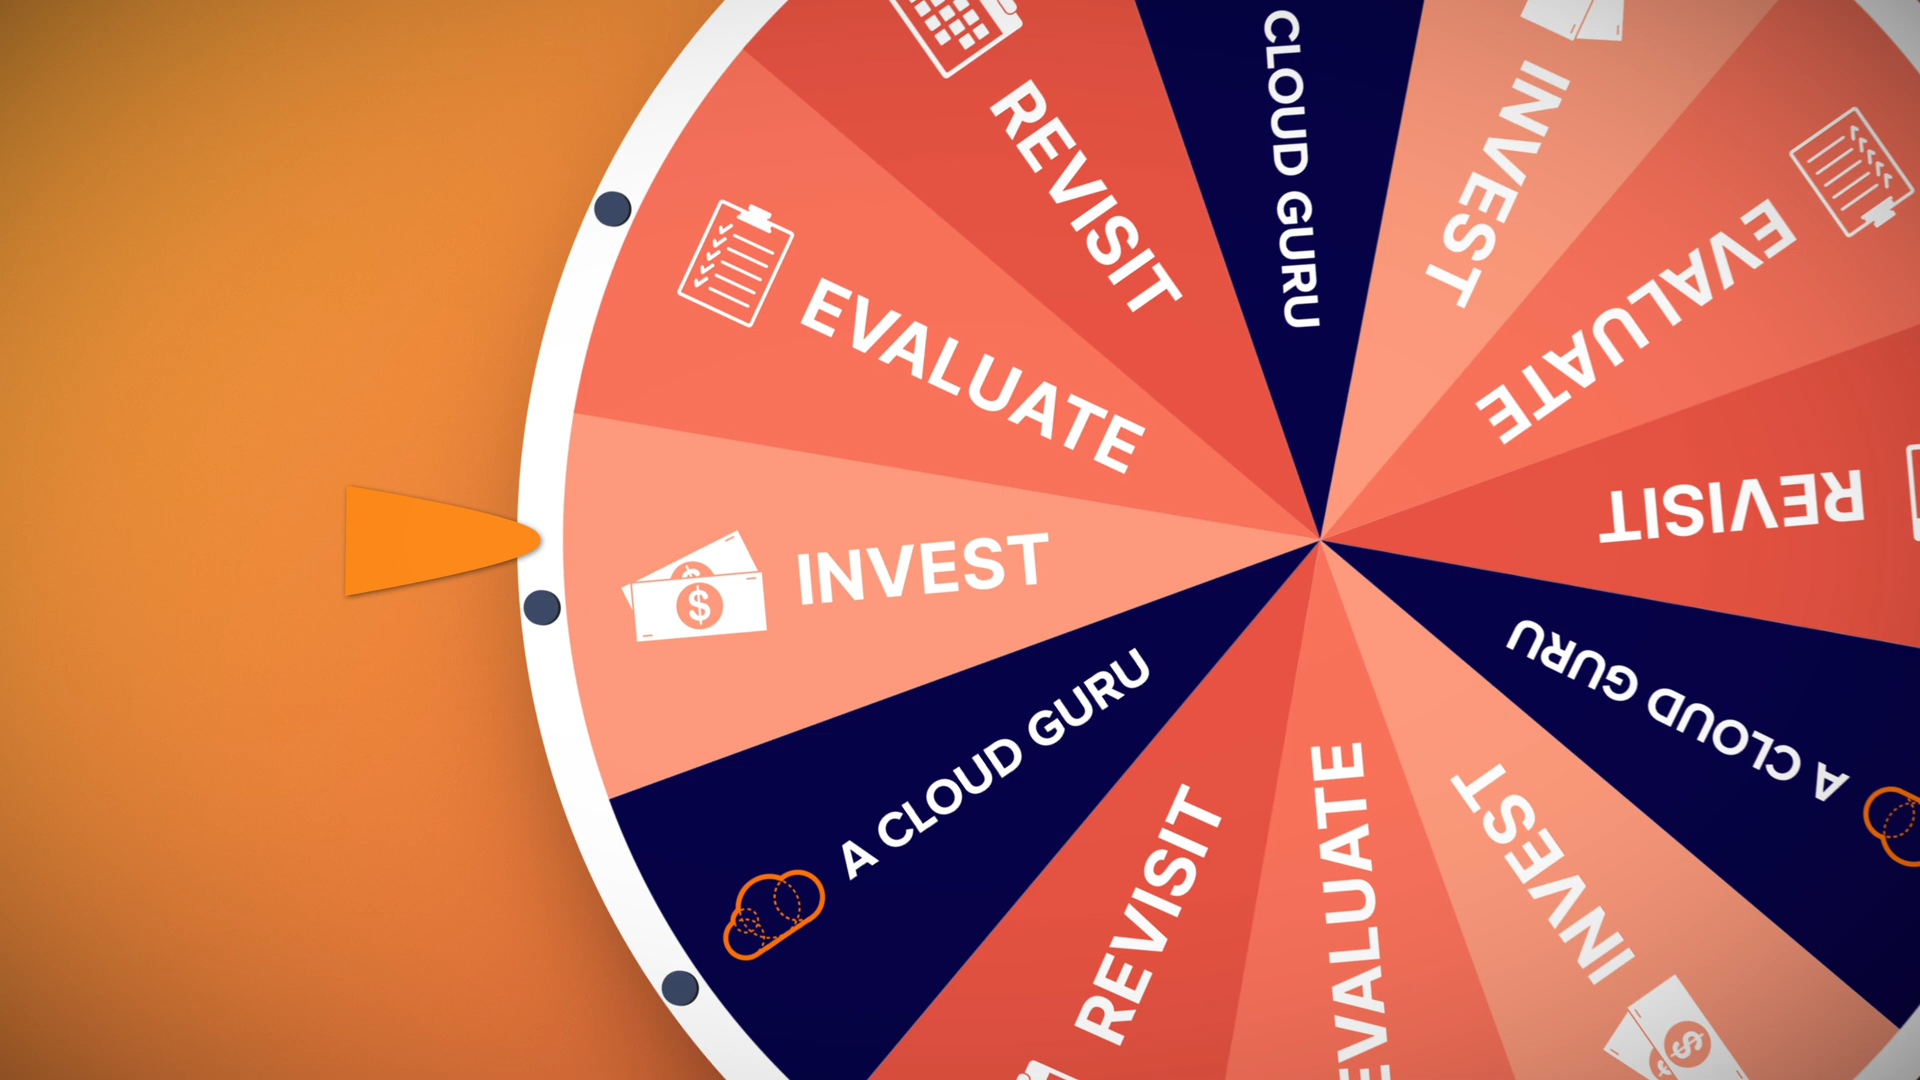 REVISIT
CLOUD GURU
INVEST
EVALUATE
EVALUATE
REVISIT
INVEST
$
$
A CLOUD GURU
A CLOUD GURU
REVISIT
EVALUATE
INVEST
$